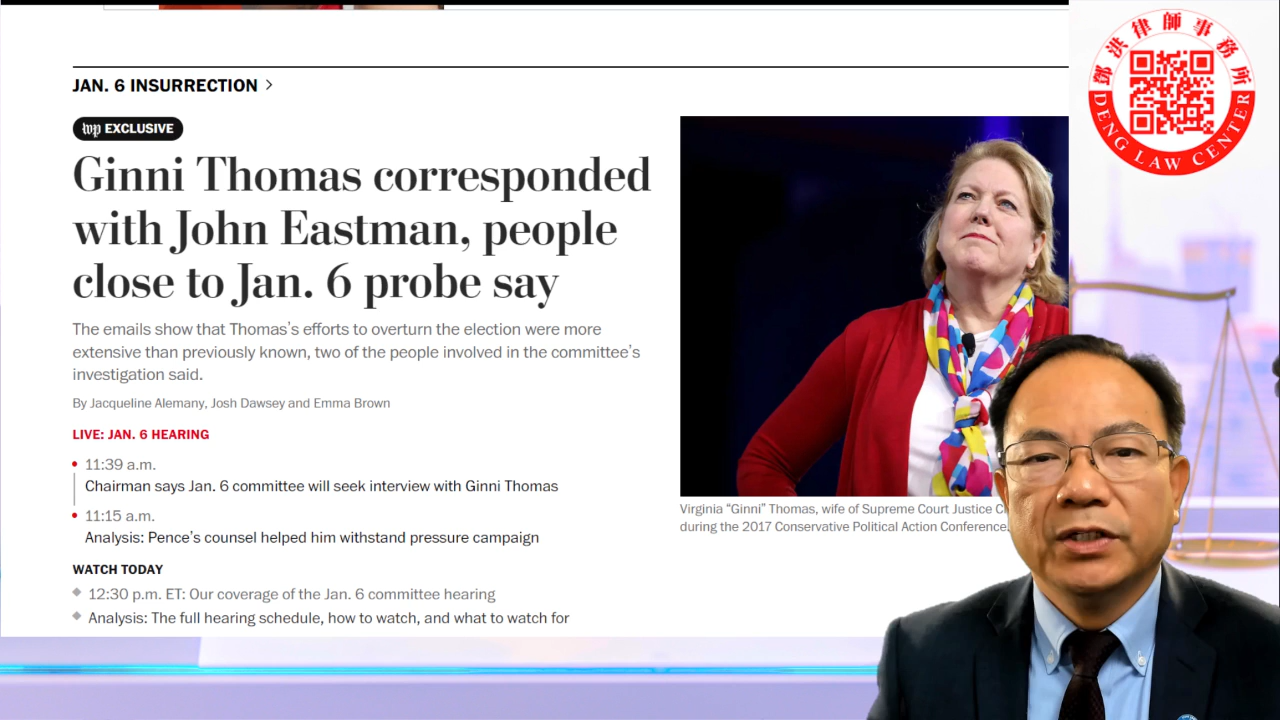 JAN. 6 INSURRECTION >
wp EXCLUSIVE
Ginni Thomas corresponded
with John Eastman, people
close to Jan. 6 probe say
The emails show that Thomas's efforts to overturn the election were more
extensive than previously known, two of the people involved in the committee's
investigation said.
By Jacqueline Alemany, Josh Dawsey and Emma Brown
LIVE: JAN. 6 HEARING
11:39 a.m.
Chairman says Jan. 6 committee will seek interview with Ginni Thomas
11:15 a.m.
Analysis: Pence's counsel helped him withstand pressure campaign
WATCH TODAY
12:30 p.m. ET: Our coverage of the Jan. 6 committee hearing
Analysis: The full hearing schedule, how to watch, and what to watch for
Virginia “Ginni” Thomas, wife of Supreme Court Justice
during the 2017 Conservative Political Action Conference.
鄧洪律師事務所
DENG LAW CENTER